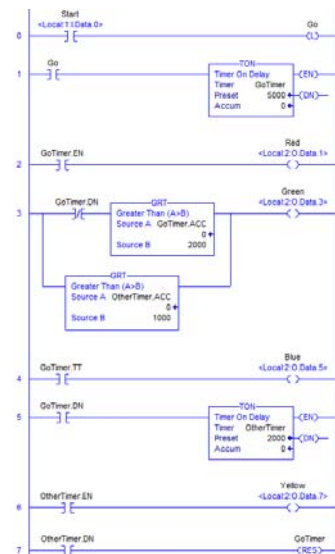 Start
<Local:1:I.Data.0>
Go
0
(L)
Go
TON
1
Timer On Delay
(EN)
Timer GoTimer
Preset 5000
(DN)
Accum 0
Red
GoTimer.EN
<Local:2:O.Data.1>
2
Green
GoTimer.DN
GRT
<Local:2:O.Data.3>
3
Greater Than (A>B)
Source A GoTimer.ACC
0
Source B 2000
GRT
Greater Than (A>B)
Source A OtherTimer.ACC
0
Source B 1000
Blue
GoTimer.TT
<Local:2:O.Data.5>
4
GoTimer.DN
TON
5
Timer On Delay
(EN)
Timer OtherTimer
Preset 2000
(DN)
Accum 0
Yellow
OtherTimer.EN
<Local:2:O.Data.7>
6
OtherTimer.DN
GoTimer
7
(RES)